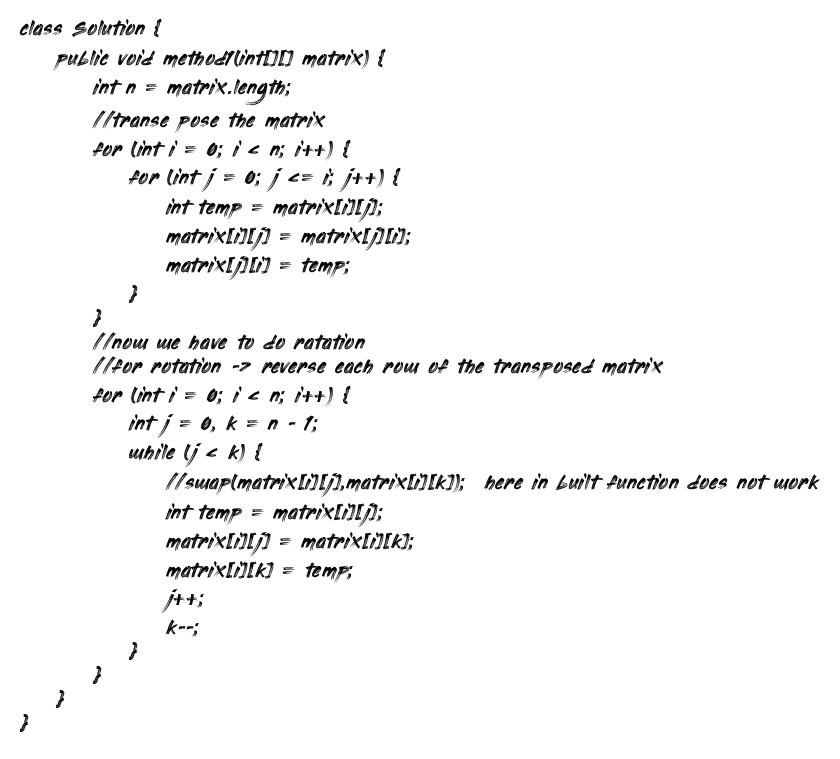 class Solution {
    public void method1(int[][] matrix) {
        int n = matrix.length;
        //transe pose the matrix
        for (int i = 0; i < n; i++) {
            for (int j = 0; j <= i; j++) {
                int temp = matrix[i][j];
                matrix[i][j] = matrix[j][i];
                matrix[j][i] = temp;
            }
        }
        //now we have to do ratation
        //for rotation -> reverse each row of the transposed matrix
        for (int i = 0; i < n; i++) {
            int j = 0, k = n - 1;
            while (j < k) {
                //swap(matrix[i][j],matrix[i][k]);  here in built function does not work
                int temp = matrix[i][j];
                matrix[i][j] = matrix[i][k];
                matrix[i][k] = temp;
                j++;
                k--;
            }
        }
    }
}